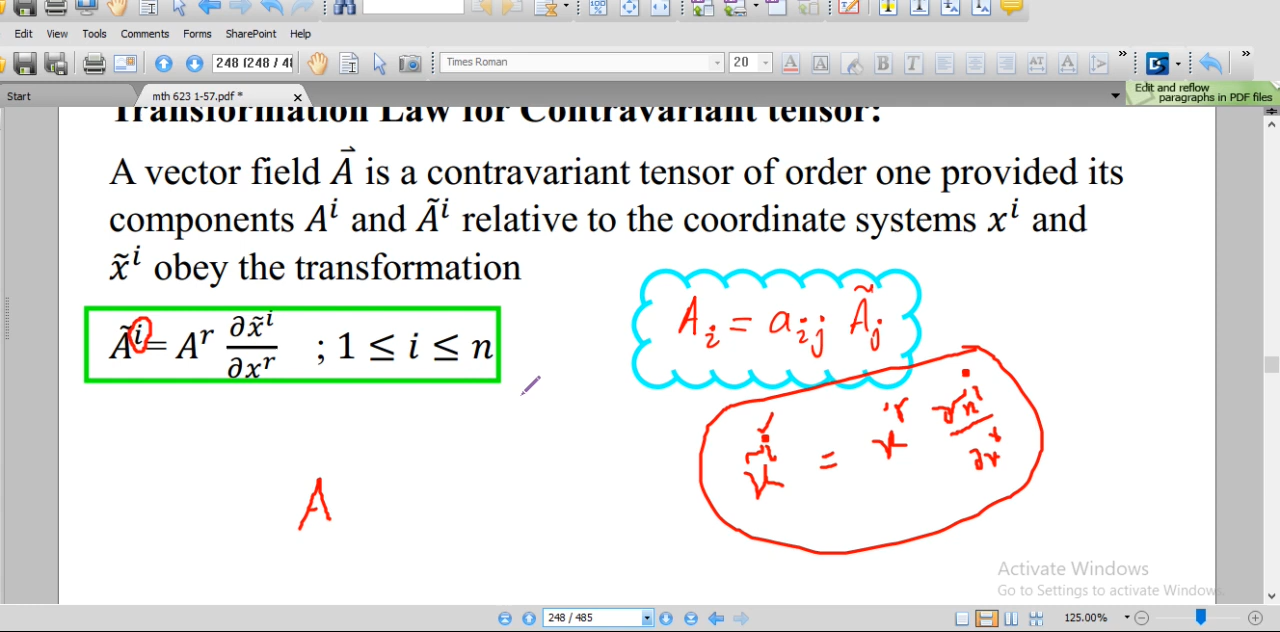 Edit View Tools Comments Forms SharePoint Help
248 (248 / 48
Times Roman
20
Edit and reflow
paragraphs in PDF files
Start
mth 623 1-57.pdf *
Transformation Law for Contravariant tensor:
A vector field A⃗ is a contravariant tensor of order one provided its
components Aⁱ and Ãⁱ relative to the coordinate systems xⁱ and
x̃ⁱ obey the transformation
Ãⁱ = Aʳ ∂x̃ⁱ/∂xʳ ; 1 ≤ i ≤ n
Aᵢ = aᵢⱼ Ãⱼ
A
Activate Windows
Go to Settings to activate Windows.
248 / 485
125.00%